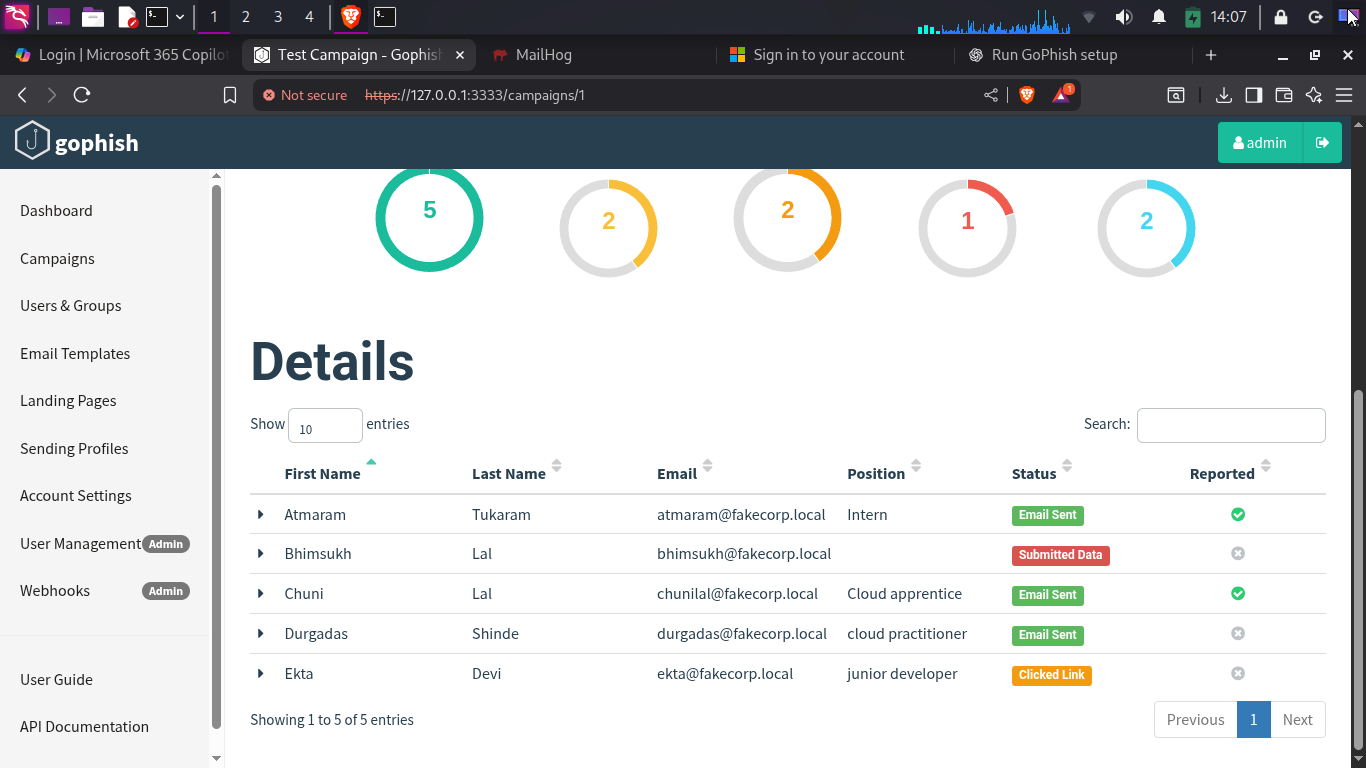 1 2 3 4 14:07
Login | Microsoft 365 Copilot Test Campaign - Gophish MailHog Sign in to your account Run GoPhish setup
Not secure https://127.0.0.1:3333/campaigns/1 1
gophish admin
Dashboard
Campaigns
Users & Groups
Email Templates
Landing Pages
Sending Profiles
Account Settings
User Management Admin
Webhooks Admin
User Guide
API Documentation
5 2 2 1 2
Details
Show 10 entries Search:
First Name Last Name Email Position Status Reported
Atmaram Tukaram atmaram@fakecorp.local Intern Email Sent
Bhimsukh Lal bhimsukh@fakecorp.local Submitted Data
Chuni Lal chunilal@fakecorp.local Cloud apprentice Email Sent
Durgadas Shinde durgadas@fakecorp.local cloud practitioner Email Sent
Ekta Devi ekta@fakecorp.local junior developer Clicked Link
Showing 1 to 5 of 5 entries Previous 1 Next